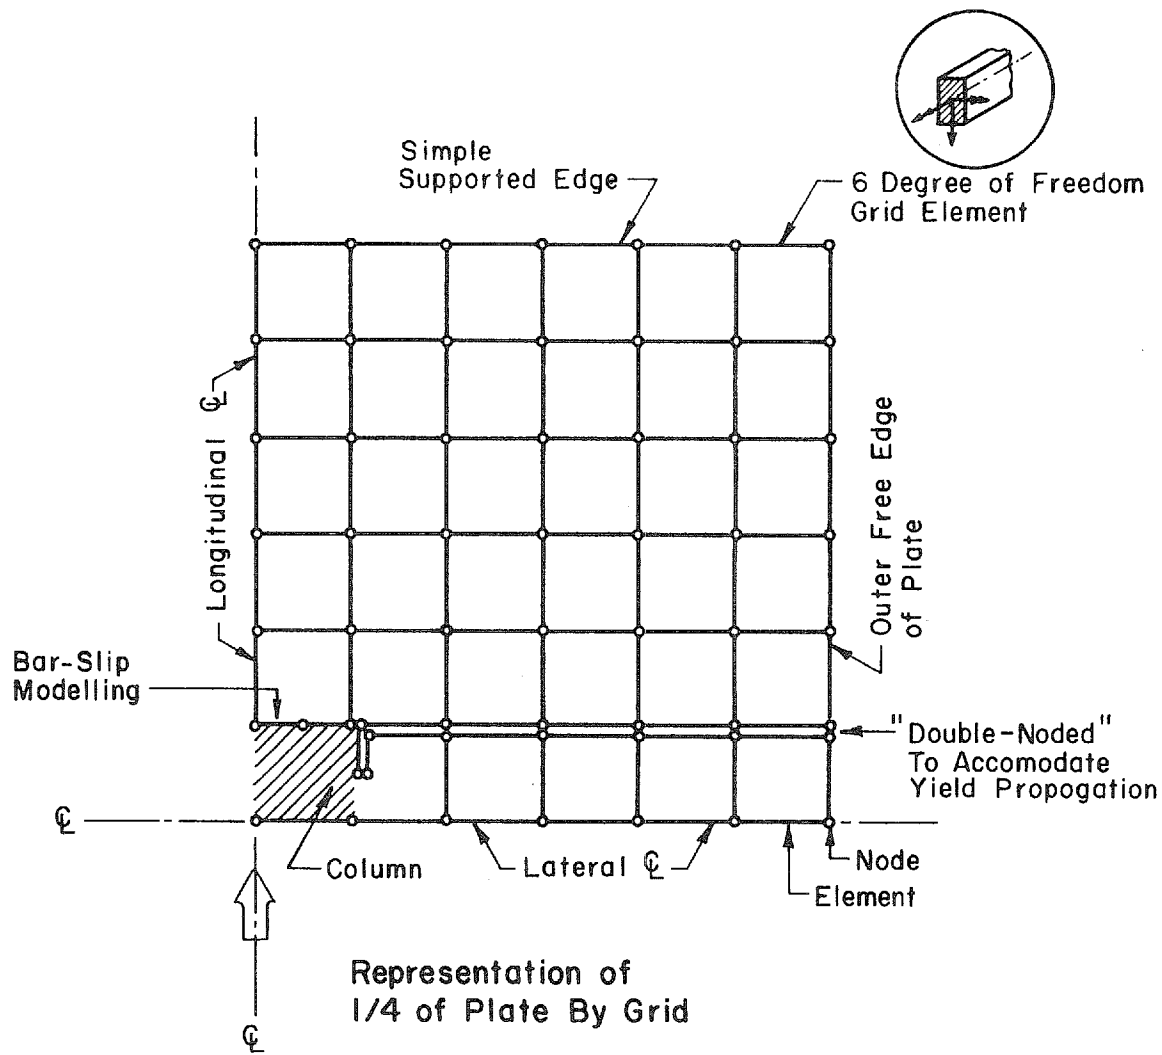 Simple
Supported Edge
6 Degree of Freedom
Grid Element
Longitudinal ℄
Outer Free Edge
of Plate
Bar-Slip
Modelling
"Double-Noded"
To Accomodate
Yield Propogation
℄
Column
Lateral ℄
Node
Element
Representation of
1/4 of Plate By Grid
℄